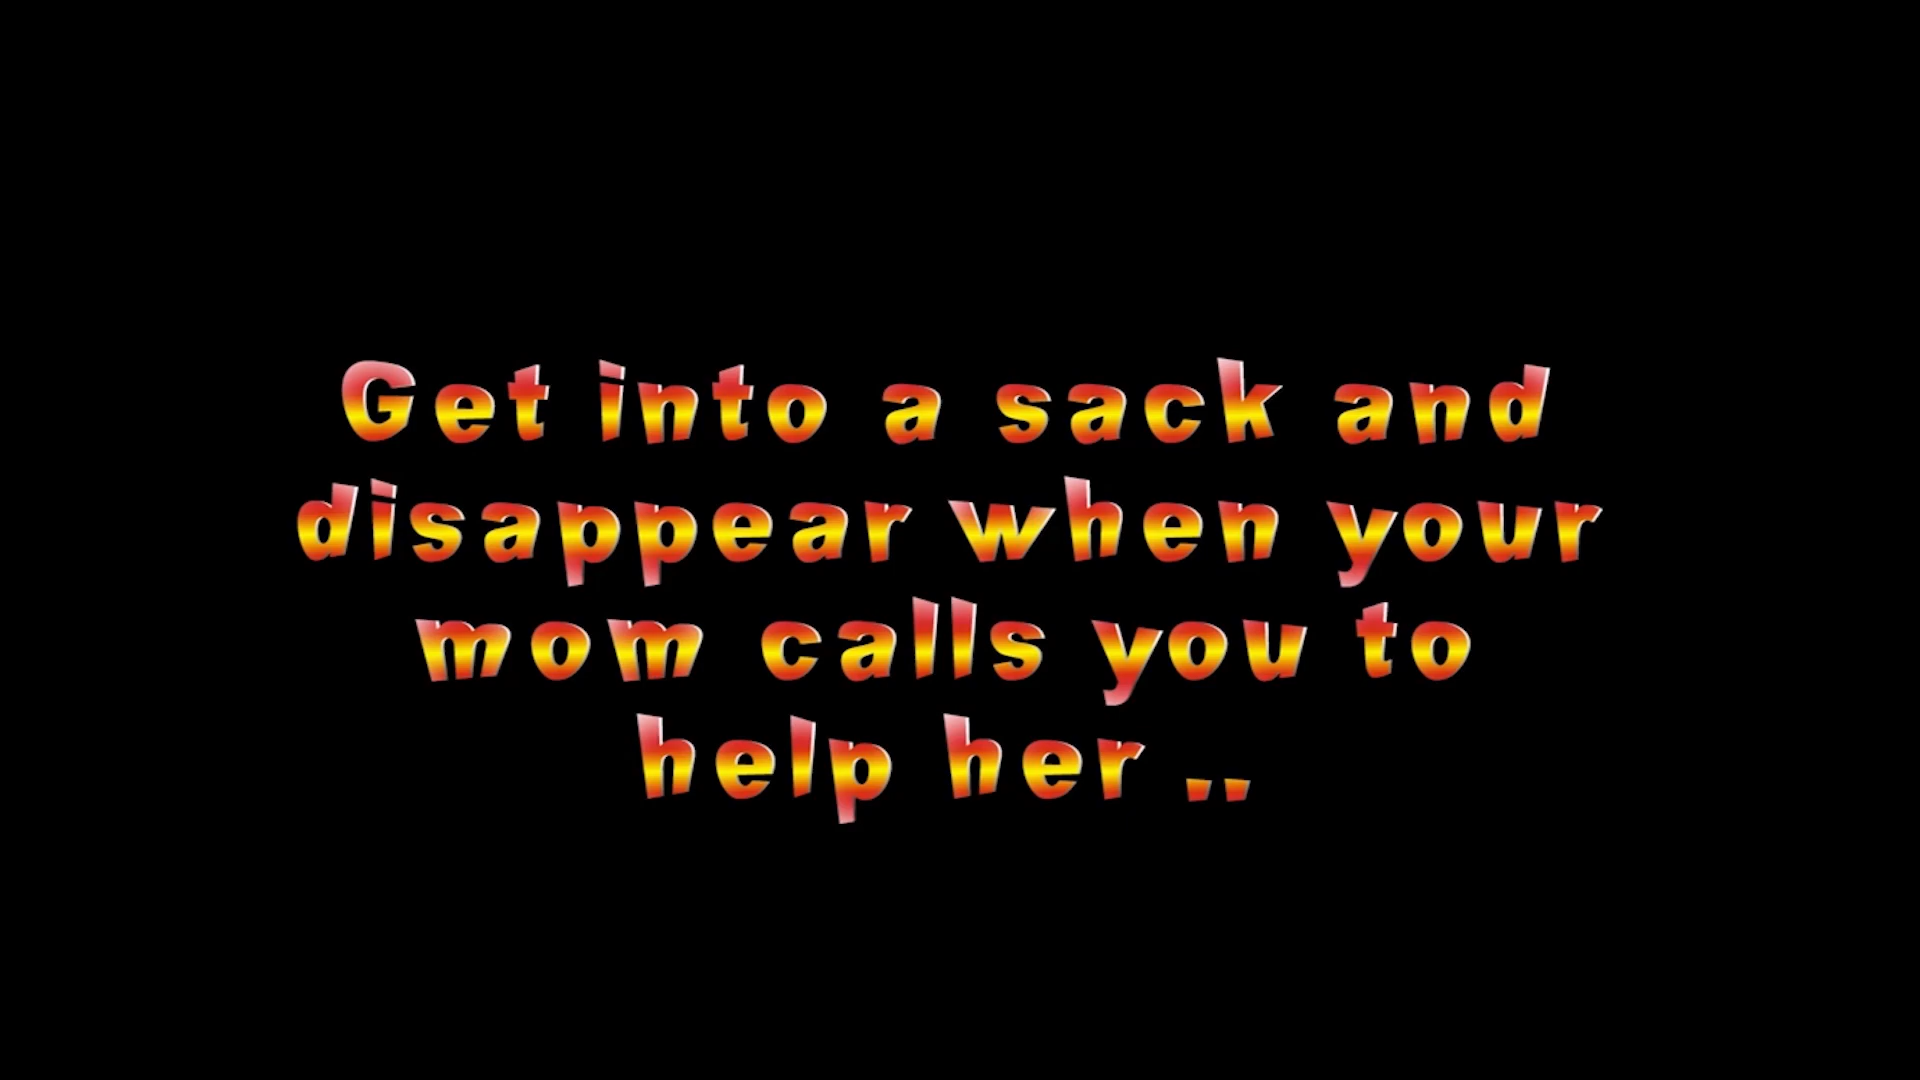 Get into a sack and
disappear when your
mom calls you to
help her ..